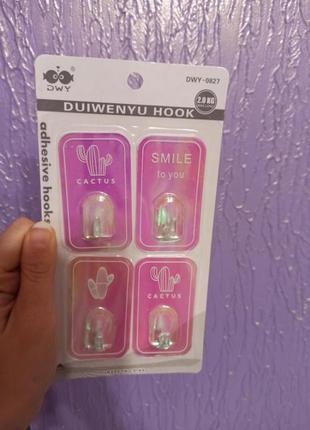 DWY
DWY-0827
DUIWENYU HOOK
2.0 KG
adhesive hooks
CACTUS
SMILE
to you
CACTUS